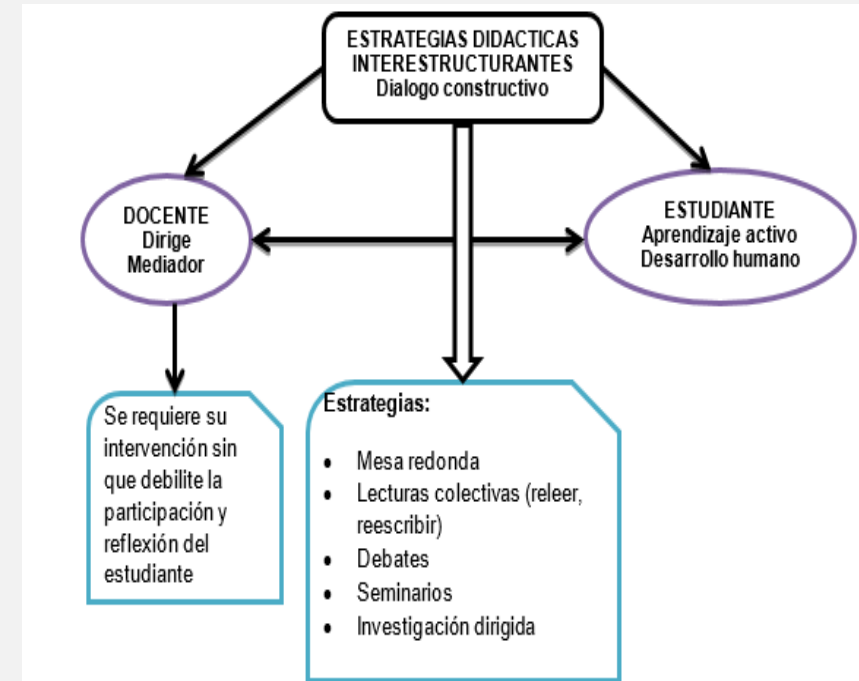 ESTRATEGIAS DIDACTICAS
INTERESTRUCTURANTES
Dialogo constructivo
DOCENTE
Dirige
Mediador
ESTUDIANTE
Aprendizaje activo
Desarrollo humano
Se requiere su
intervención sin
que debilite la
participación y
reflexión del
estudiante
Estrategias:
• Mesa redonda
• Lecturas colectivas (releer,
reescribir)
• Debates
• Seminarios
• Investigación dirigida